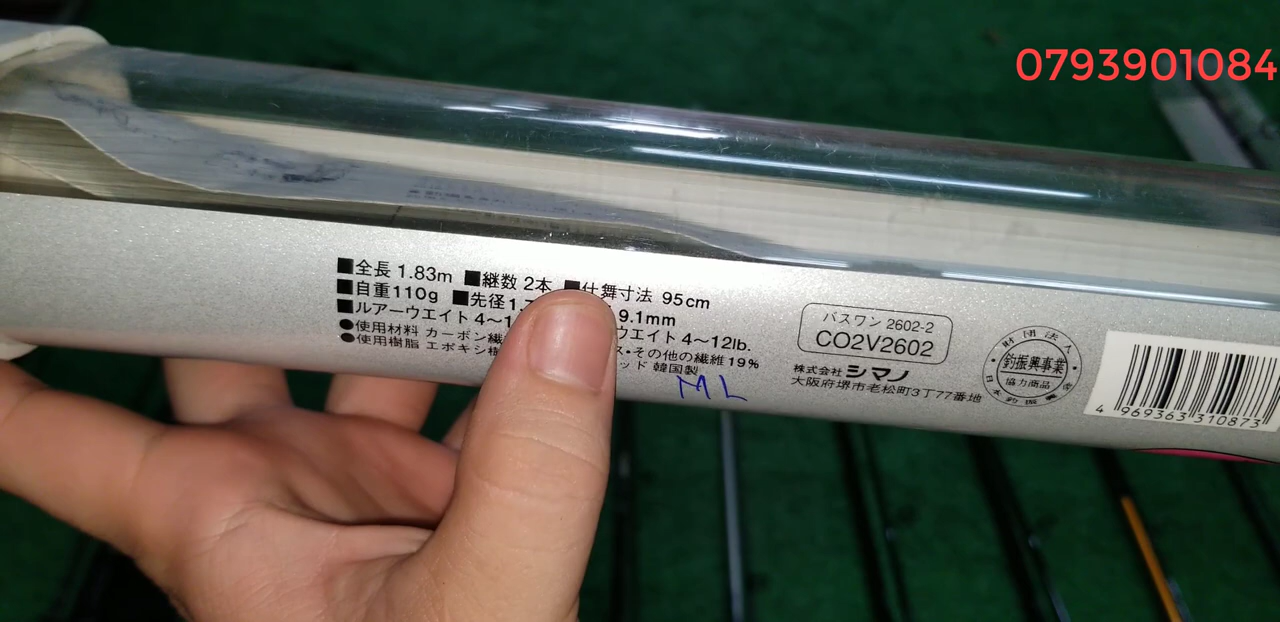 0793901084
■全長 1.83m ■継数 2本 ■仕舞寸法 95cm
■自重110g ■先径1. 9.1mm
■ルアーウエイト 4～1 ウエイト 4～12lb.
●使用材料 カーボン繊 ス・その他の繊維19%
●使用樹脂 エポキシ樹 ッド 韓国製
ML
バスワン 2602-2
CO2V2602
株式会社 シマノ
大阪府堺市老松町3丁77番地
財団法人
釣振興事業
協力商品
日本釣振興会
4 969363 310873